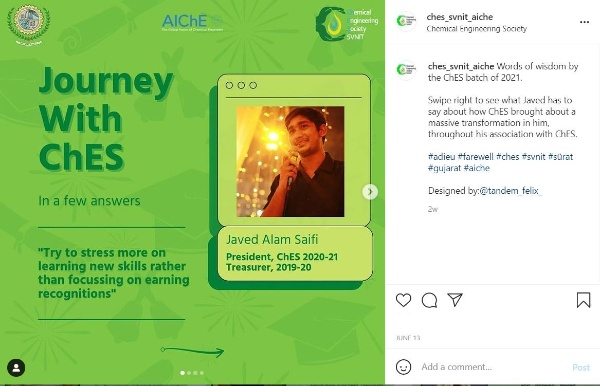 AIChE
The Global Home of Chemical Engineers
Chemical
Engineering
Society
SVNIT
Journey
With
ChES
In a few answers
"Try to stress more on
learning new skills rather
than focussing on earning
recognitions"
Javed Alam Saifi
President, ChES 2020-21
Treasurer, 2019-20
ches_svnit_aiche
Chemical Engineering Society
ches_svnit_aiche Words of wisdom by
the ChES batch of 2021.
Swipe right to see what Javed has to
say about how ChES brought about a
massive transformation in him,
throughout his association with ChES.
#adieu #farewell #ches #svnit #surat
#gujarat #aiche
Designed by:@tandem_felix_
2w
JUNE 13
Add a comment...
Post